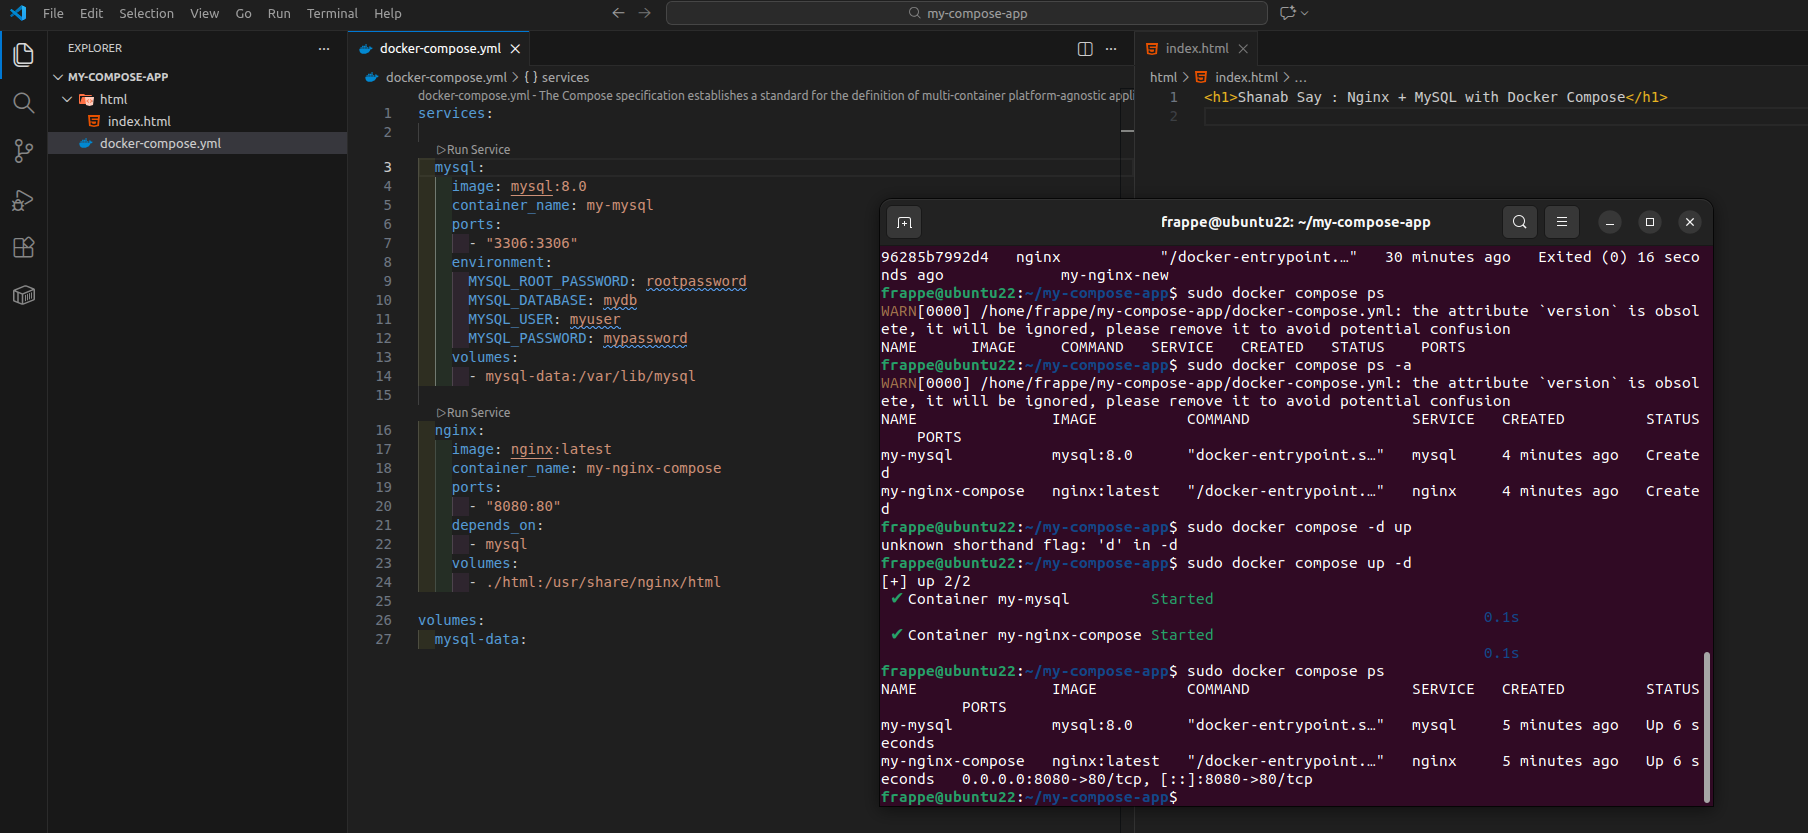 File Edit Selection View Go Run Terminal Help
my-compose-app
EXPLORER
MY-COMPOSE-APP
html
index.html
docker-compose.yml
docker-compose.yml
docker-compose.yml > {} services
docker-compose.yml - The Compose specification establishes a standard for the definition of multi-container platform-agnostic appli
1 services:
2
Run Service
3 mysql:
4 image: mysql:8.0
5 container_name: my-mysql
6 ports:
7 - "3306:3306"
8 environment:
9 MYSQL_ROOT_PASSWORD: rootpassword
10 MYSQL_DATABASE: mydb
11 MYSQL_USER: myuser
12 MYSQL_PASSWORD: mypassword
13 volumes:
14 - mysql-data:/var/lib/mysql
15
Run Service
16 nginx:
17 image: nginx:latest
18 container_name: my-nginx-compose
19 ports:
20 - "8080:80"
21 depends_on:
22 - mysql
23 volumes:
24 - ./html:/usr/share/nginx/html
25
26 volumes:
27 mysql-data:
index.html
html > index.html > ...
1 <h1>Shanab Say : Nginx + MySQL with Docker Compose</h1>
2
frappe@ubuntu22: ~/my-compose-app
96285b7992d4 nginx "/docker-entrypoint.…" 30 minutes ago Exited (0) 16 seco
nds ago my-nginx-new
frappe@ubuntu22:~/my-compose-app$ sudo docker compose ps
WARN[0000] /home/frappe/my-compose-app/docker-compose.yml: the attribute `version` is obsol
ete, it will be ignored, please remove it to avoid potential confusion
NAME IMAGE COMMAND SERVICE CREATED STATUS PORTS
frappe@ubuntu22:~/my-compose-app$ sudo docker compose ps -a
WARN[0000] /home/frappe/my-compose-app/docker-compose.yml: the attribute `version` is obsol
ete, it will be ignored, please remove it to avoid potential confusion
NAME IMAGE COMMAND SERVICE CREATED STATUS
PORTS
my-mysql mysql:8.0 "docker-entrypoint.s…" mysql 4 minutes ago Create
d
my-nginx-compose nginx:latest "/docker-entrypoint.…" nginx 4 minutes ago Create
d
frappe@ubuntu22:~/my-compose-app$ sudo docker compose -d up
unknown shorthand flag: 'd' in -d
frappe@ubuntu22:~/my-compose-app$ sudo docker compose up -d
[+] up 2/2
✔ Container my-mysql Started
0.1s
✔ Container my-nginx-compose Started
0.1s
frappe@ubuntu22:~/my-compose-app$ sudo docker compose ps
NAME IMAGE COMMAND SERVICE CREATED STATUS
PORTS
my-mysql mysql:8.0 "docker-entrypoint.s…" mysql 5 minutes ago Up 6 s
econds
my-nginx-compose nginx:latest "/docker-entrypoint.…" nginx 5 minutes ago Up 6 s
econds 0.0.0.0:8080->80/tcp, [::]:8080->80/tcp
frappe@ubuntu22:~/my-compose-app$